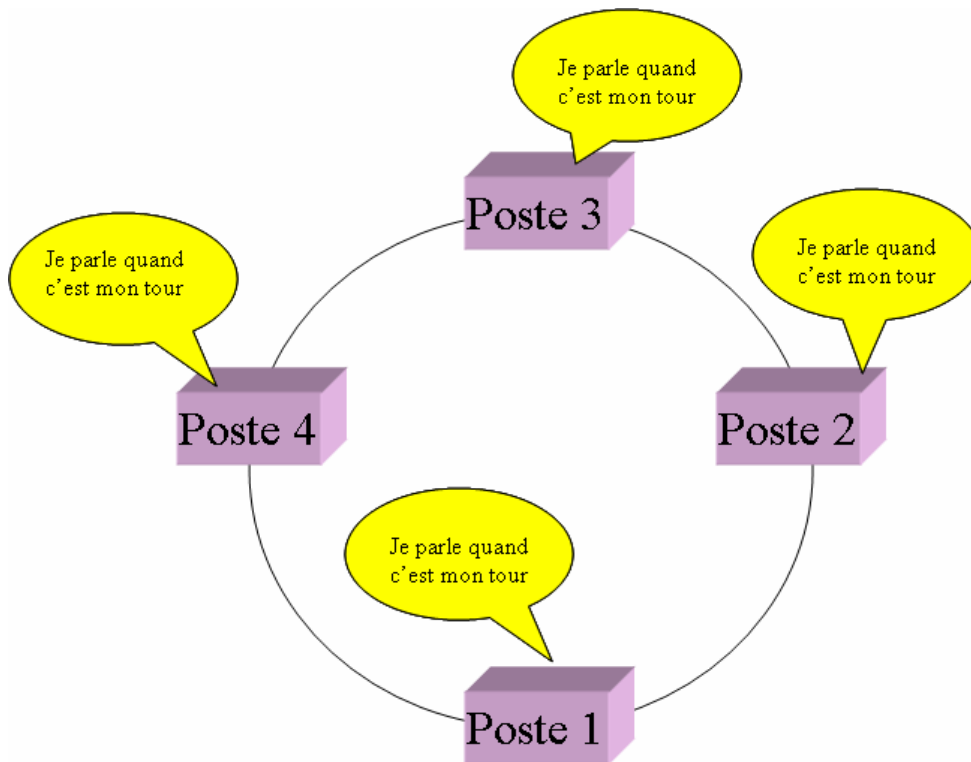 Je parle quand
c'est mon tour
Poste 3
Je parle quand
c'est mon tour
Je parle quand
c'est mon tour
Poste 4
Poste 2
Je parle quand
c'est mon tour
Poste 1